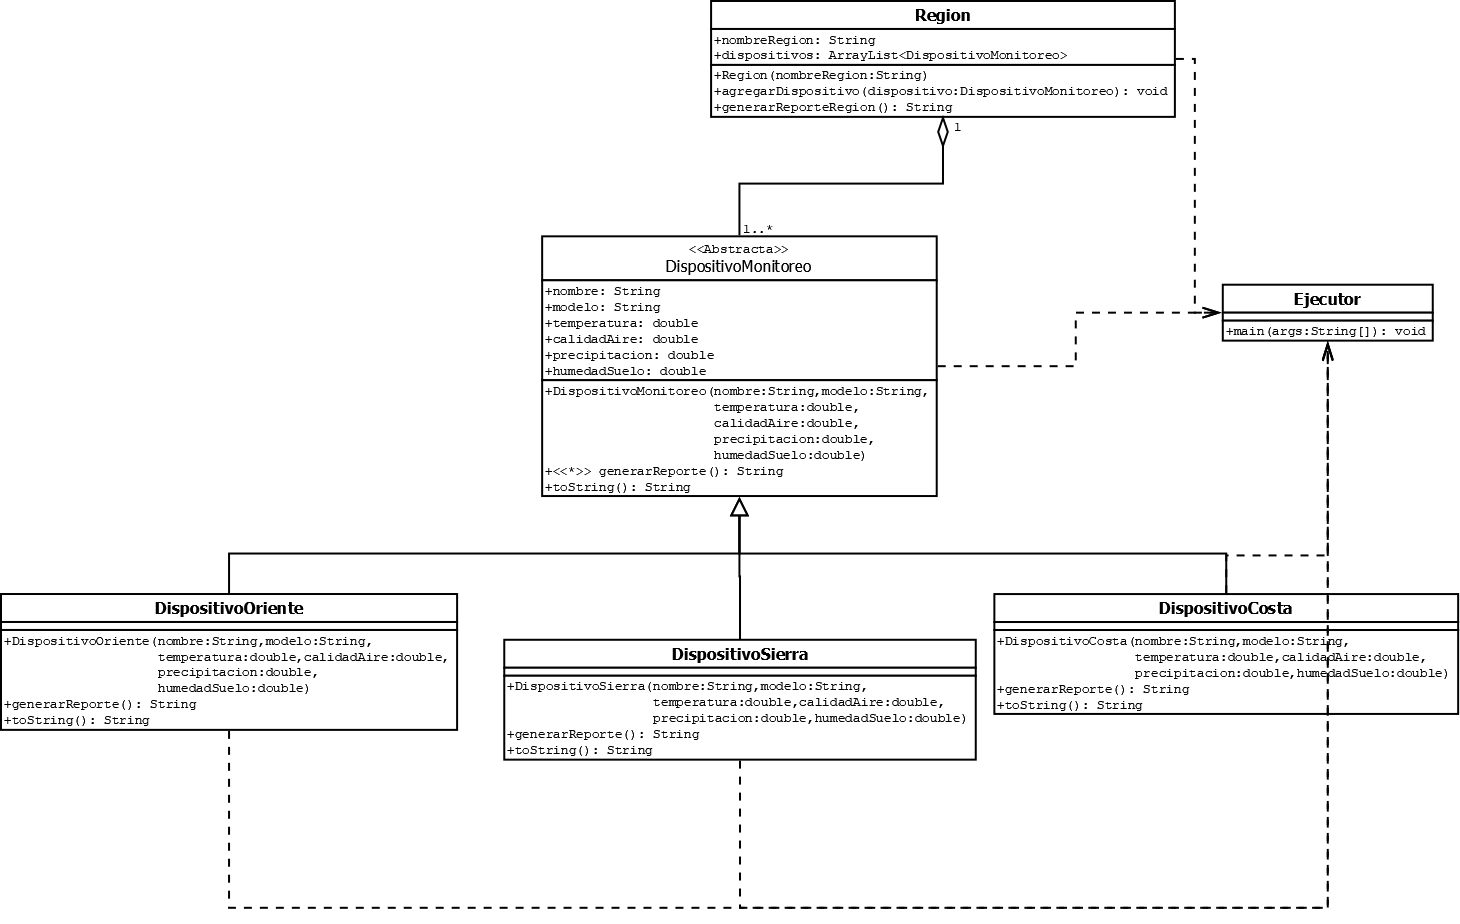 Region
+nombreRegion: String
+dispositivos: ArrayList<DispositivoMonitoreo>
+Region(nombreRegion:String)
+agregarDispositivo(dispositivo:DispositivoMonitoreo): void
+generarReporteRegion(): String
1
1..*
<<Abstracta>>
DispositivoMonitoreo
+nombre: String
+modelo: String
+temperatura: double
+calidadAire: double
+precipitacion: double
+humedadSuelo: double
+DispositivoMonitoreo(nombre:String,modelo:String,
temperatura:double,
calidadAire:double,
precipitacion:double,
humedadSuelo:double)
+<<*>> generarReporte(): String
+toString(): String
Ejecutor
+main(args:String[]): void
DispositivoOriente
+DispositivoOriente(nombre:String,modelo:String,
temperatura:double,calidadAire:double,
precipitacion:double,
humedadSuelo:double)
+generarReporte(): String
+toString(): String
DispositivoSierra
+DispositivoSierra(nombre:String,modelo:String,
temperatura:double,calidadAire:double,
precipitacion:double,humedadSuelo:double)
+generarReporte(): String
+toString(): String
DispositivoCosta
+DispositivoCosta(nombre:String,modelo:String,
temperatura:double,calidadAire:double,
precipitacion:double,humedadSuelo:double)
+generarReporte(): String
+toString(): String